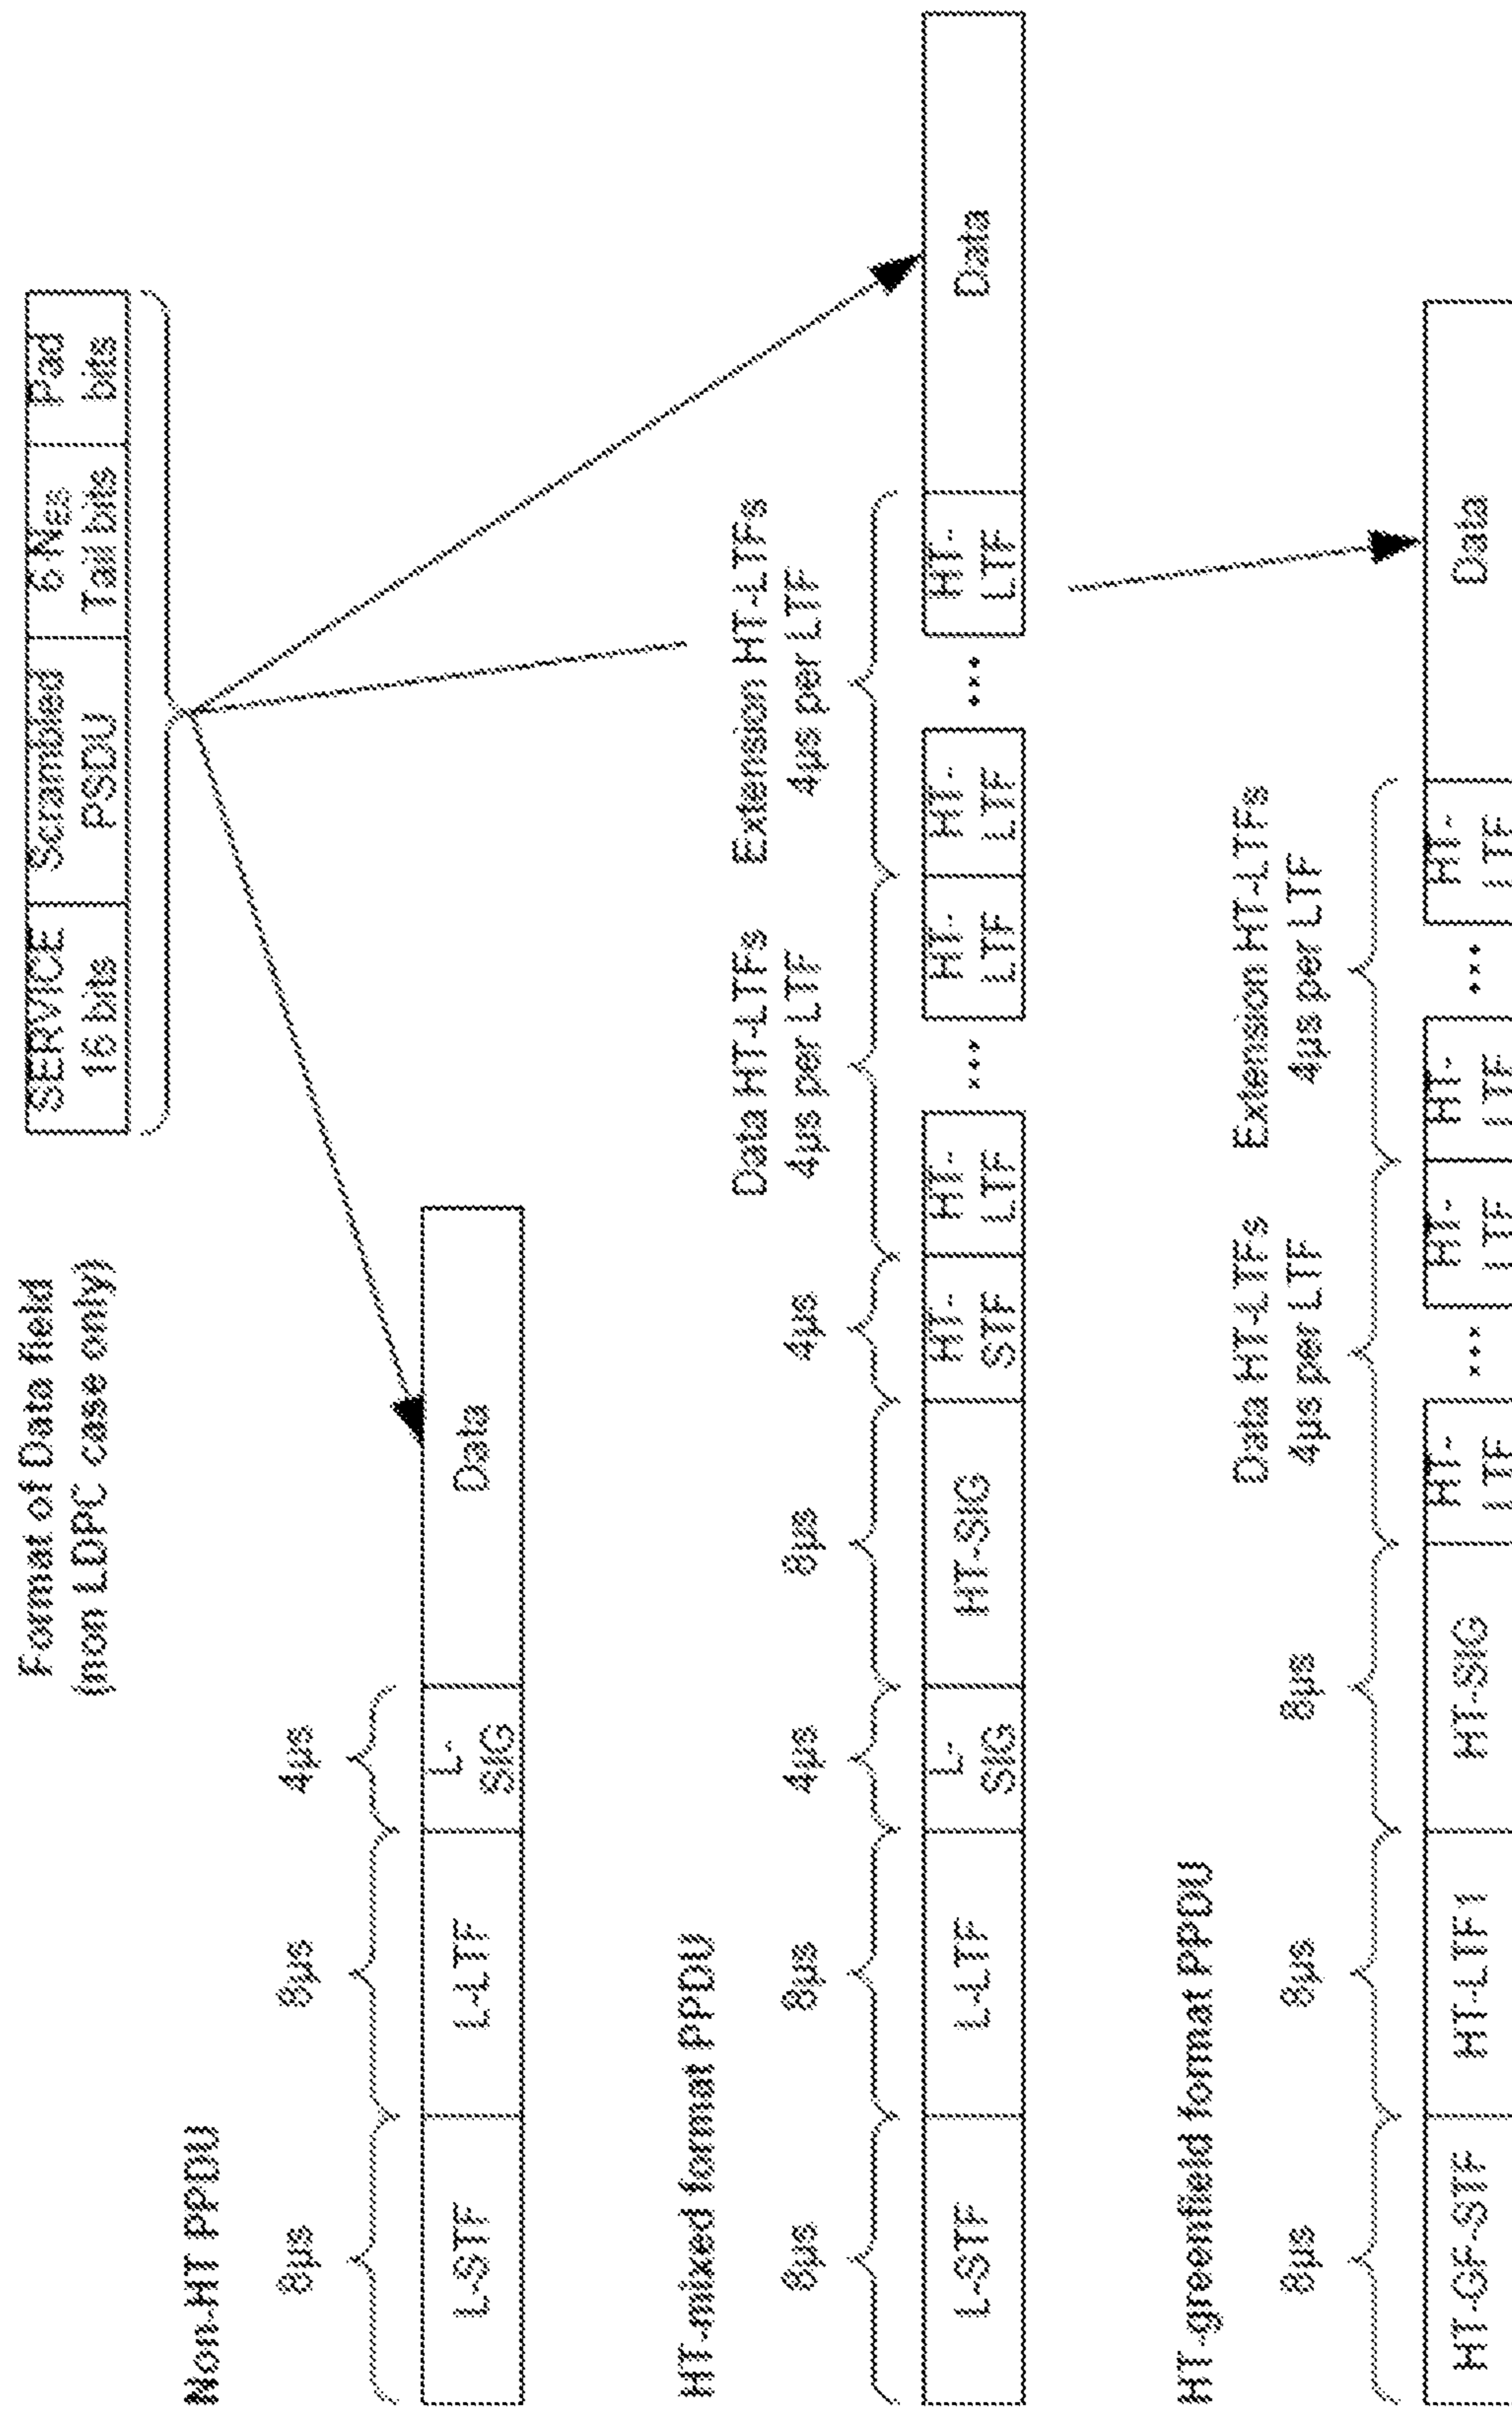 Format of Data field
(non LDPC case only)
SERVICE
16 bits
Scrambled
PSDU
6·NES
Tail bits
Pad
bits
Non-HT PPDU
8µs
8µs
4µs
L-STF
L-LTF
L-
SIG
Data
HT-mixed format PPDU
Data HT-LTFs
4µs per LTF
Extension HT-LTFs
4µs per LTF
8µs
8µs
4µs
8µs
4µs
L-STF
L-LTF
L-
SIG
HT-SIG
HT-
STF
HT-
LTF
...
HT-
LTF
HT-
LTF
...
HT-
LTF
Data
HT-greenfield format PPDU
Data HT-LTFs
4µs per LTF
Extension HT-LTFs
4µs per LTF
8µs
8µs
8µs
HT-GF-STF
HT-LTF1
HT-SIG
HT-
LTF
...
HT-
LTF
HT-
LTF
...
HT-
LTF
Data